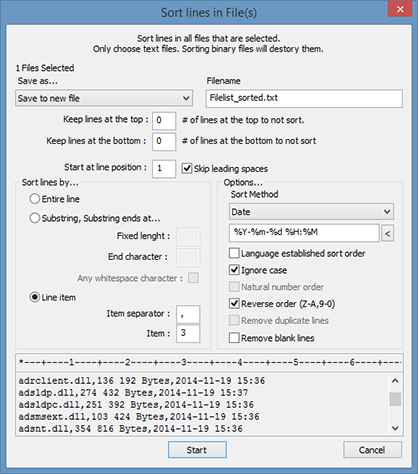 Sort lines in File(s)
Sort lines in all files that are selected.
Only choose text files. Sorting binary files will destory them.
1 Files Selected
Save as... Filename
Save to new file Filelist_sorted.txt
Keep lines at the top : 0 # of lines at the top to not sort.
Keep lines at the bottom : 0 # of lines at the bottom to not sort
Start at line position : 1 Skip leading spaces
Sort lines by... Options...
Entire line Sort Method
Substring, Substring ends at... Date
Fixed lenght : %Y-%m-%d %H:%M <
End character : Language established sort order
Any whitespace character : Ignore case
Line item Natural number order
Item separator : , Reverse order (Z-A,9-0)
Item : 3 Remove duplicate lines
Remove blank lines
*----+----1----+----2----+----3----+----4----+----5----+----6----+----
adrclient.dll,136 192 Bytes,2014-11-19 15:36
adsldp.dll,274 432 Bytes,2014-11-19 15:37
adsldpc.dll,251 392 Bytes,2014-11-19 15:36
adsmsext.dll,103 424 Bytes,2014-11-19 15:36
adsnt.dll,354 816 Bytes,2014-11-19 15:36
Start Cancel